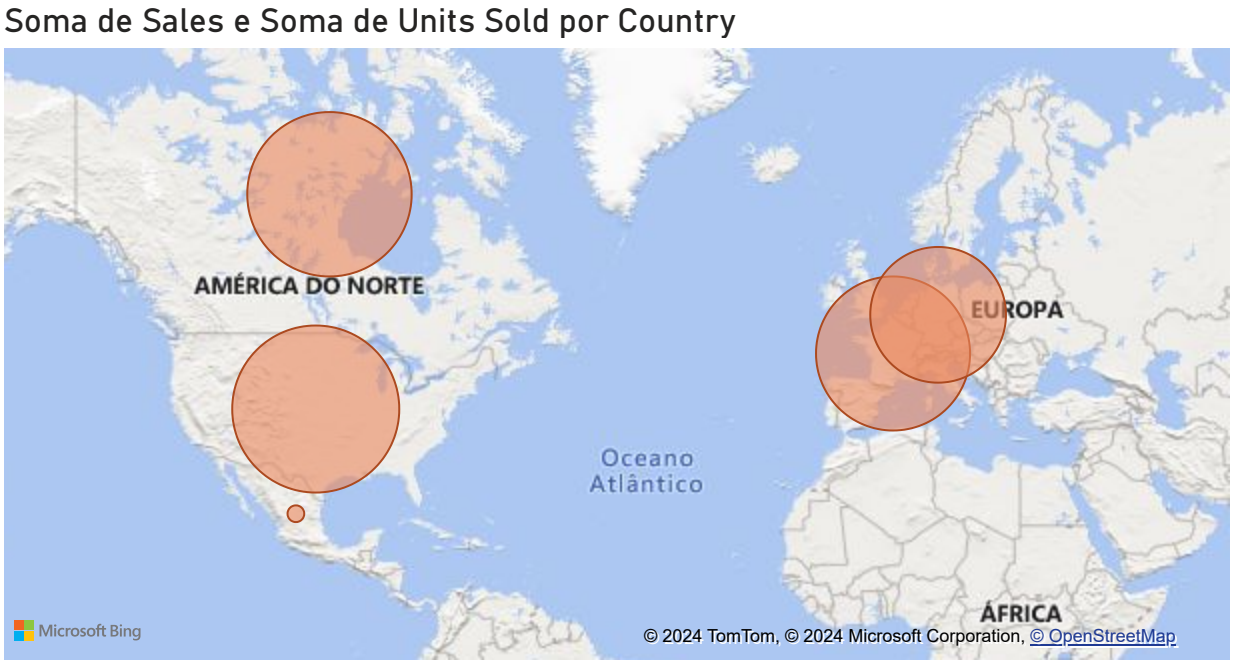 Soma de Sales e Soma de Units Sold por Country
AMÉRICA DO NORTE
EUROPA
Oceano
Atlântico
ÁFRICA
Microsoft Bing
© 2024 TomTom, © 2024 Microsoft Corporation, © OpenStreetMap